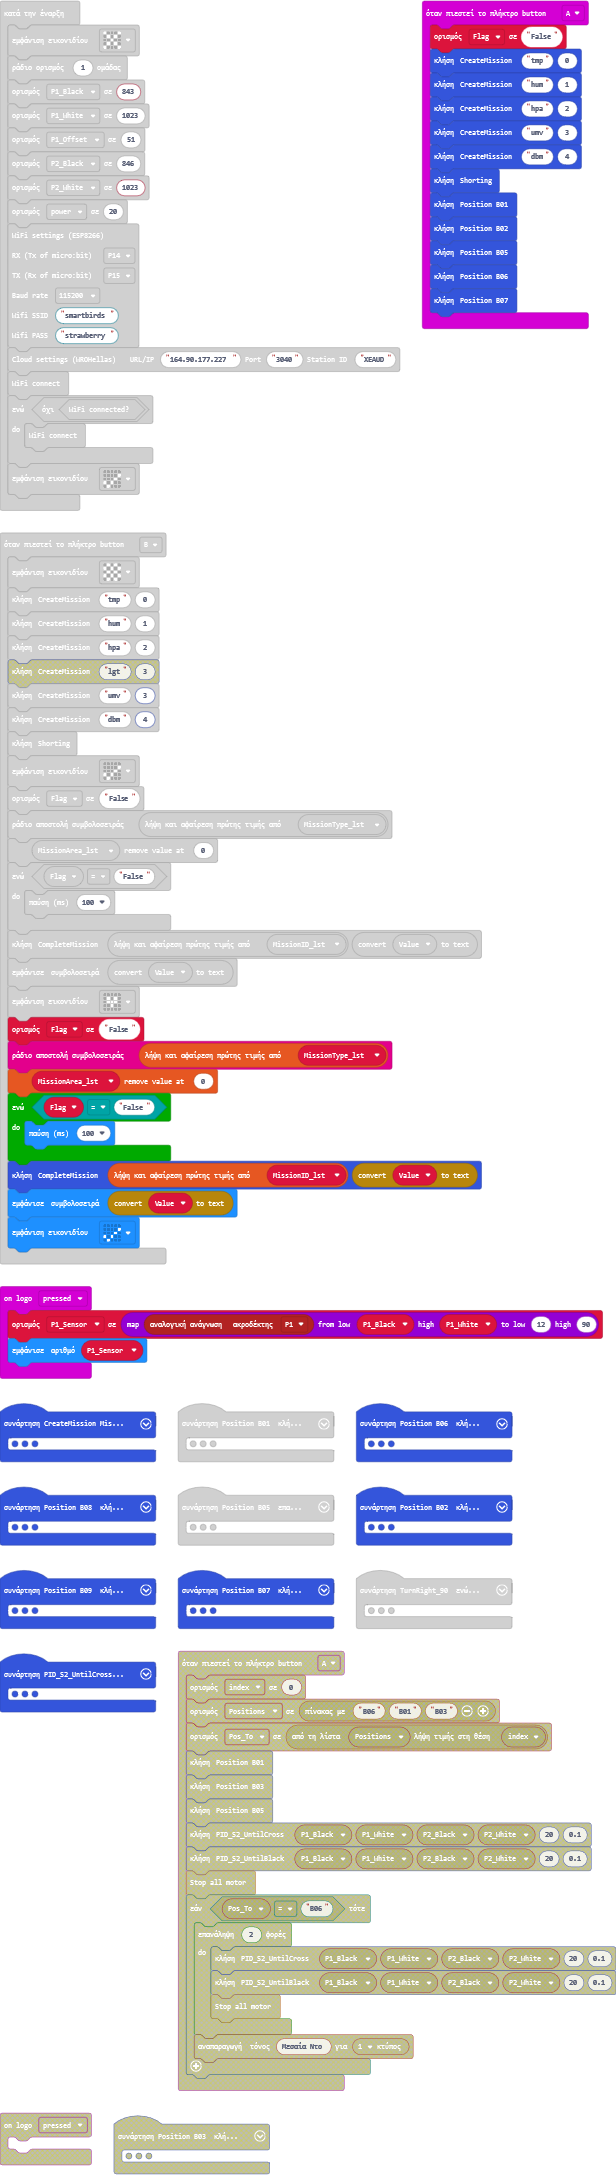 κατά την έναρξη
εμφάνιση εικονιδίου
ράδιο ορισμός 1 ομάδας
ορισμός P1_Black σε 843
ορισμός P1_White σε 1023
ορισμός P1_Offset σε 51
ορισμός P2_Black σε 846
ορισμός P2_White σε 1023
ορισμός power σε 20
WiFi settings (ESP8266)
RX (Tx of micro:bit) P14
TX (Rx of micro:bit) P15
Baud rate 115200
Wifi SSID "smartbirds "
Wifi PASS "strawberry "
Cloud settings (WROHellas) URL/IP "164.90.177.227 " Port "3040" Station ID "XEAUD"
WiFi connect
ενώ όχι WiFi connected?
do WiFi connect
εμφάνιση εικονιδίου
όταν πιεστεί το πλήκτρο button A
ορισμός Flag σε "False"
κλήση CreateMission "tmp" 0
κλήση CreateMission "hum" 1
κλήση CreateMission "hpa" 2
κλήση CreateMission "umv" 3
κλήση CreateMission "dbm" 4
κλήση Shorting
κλήση Position B01
κλήση Position B02
κλήση Position B05
κλήση Position B06
κλήση Position B07
όταν πιεστεί το πλήκτρο button B
εμφάνιση εικονιδίου
κλήση CreateMission "tmp" 0
κλήση CreateMission "hum" 1
κλήση CreateMission "hpa" 2
κλήση CreateMission "lgt" 3
κλήση CreateMission "umv" 3
κλήση CreateMission "dbm" 4
κλήση Shorting
εμφάνιση εικονιδίου
ορισμός Flag σε "False"
ράδιο αποστολή συμβολοσειράς λήψη και αφαίρεση πρώτης τιμής από MissionType_lst
MissionArea_lst remove value at 0
ενώ Flag = "False"
do παύση (ms) 100
κλήση CompleteMission λήψη και αφαίρεση πρώτης τιμής από MissionID_lst convert Value to text
εμφάνισε συμβολοσειρά convert Value to text
εμφάνιση εικονιδίου
ορισμός Flag σε "False"
ράδιο αποστολή συμβολοσειράς λήψη και αφαίρεση πρώτης τιμής από MissionType_lst
MissionArea_lst remove value at 0
ενώ Flag = "False"
do παύση (ms) 100
κλήση CompleteMission λήψη και αφαίρεση πρώτης τιμής από MissionID_lst convert Value to text
εμφάνισε συμβολοσειρά convert Value to text
εμφάνιση εικονιδίου
on logo pressed
ορισμός P1_Sensor σε map αναλογική ανάγνωση ακροδέκτης P1 from low P1_Black high P1_White to low 12 high 90
εμφάνισε αριθμό P1_Sensor
συνάρτηση CreateMission Mis...
συνάρτηση Position B01 κλή...
συνάρτηση Position B06 κλή...
συνάρτηση Position B08 κλή...
συνάρτηση Position B05 επα...
συνάρτηση Position B02 κλή...
συνάρτηση Position B09 κλή...
συνάρτηση Position B07 κλή...
συνάρτηση TurnRight_90 ενώ...
συνάρτηση PID_S2_UntilCross...
όταν πιεστεί το πλήκτρο button A
ορισμός index σε 0
ορισμός Positions σε πίνακας με "B06" "B01" "B03"
ορισμός Pos_To σε από τη λίστα Positions λήψη τιμής στη θέση index
κλήση Position B01
κλήση Position B03
κλήση Position B05
κλήση PID_S2_UntilCross P1_Black P1_White P2_Black P2_White 20 0.1
κλήση PID_S2_UntilBlack P1_Black P1_White P2_Black P2_White 20 0.1
Stop all motor
εάν Pos_To = "B06" τότε
επανάληψη 2 φορές
do κλήση PID_S2_UntilCross P1_Black P1_White P2_Black P2_White 20 0.1
κλήση PID_S2_UntilBlack P1_Black P1_White P2_Black P2_White 20 0.1
Stop all motor
αναπαραγωγή τόνος Μεσαία Ντο για 1 κτύπος
on logo pressed
συνάρτηση Position B03 κλή...